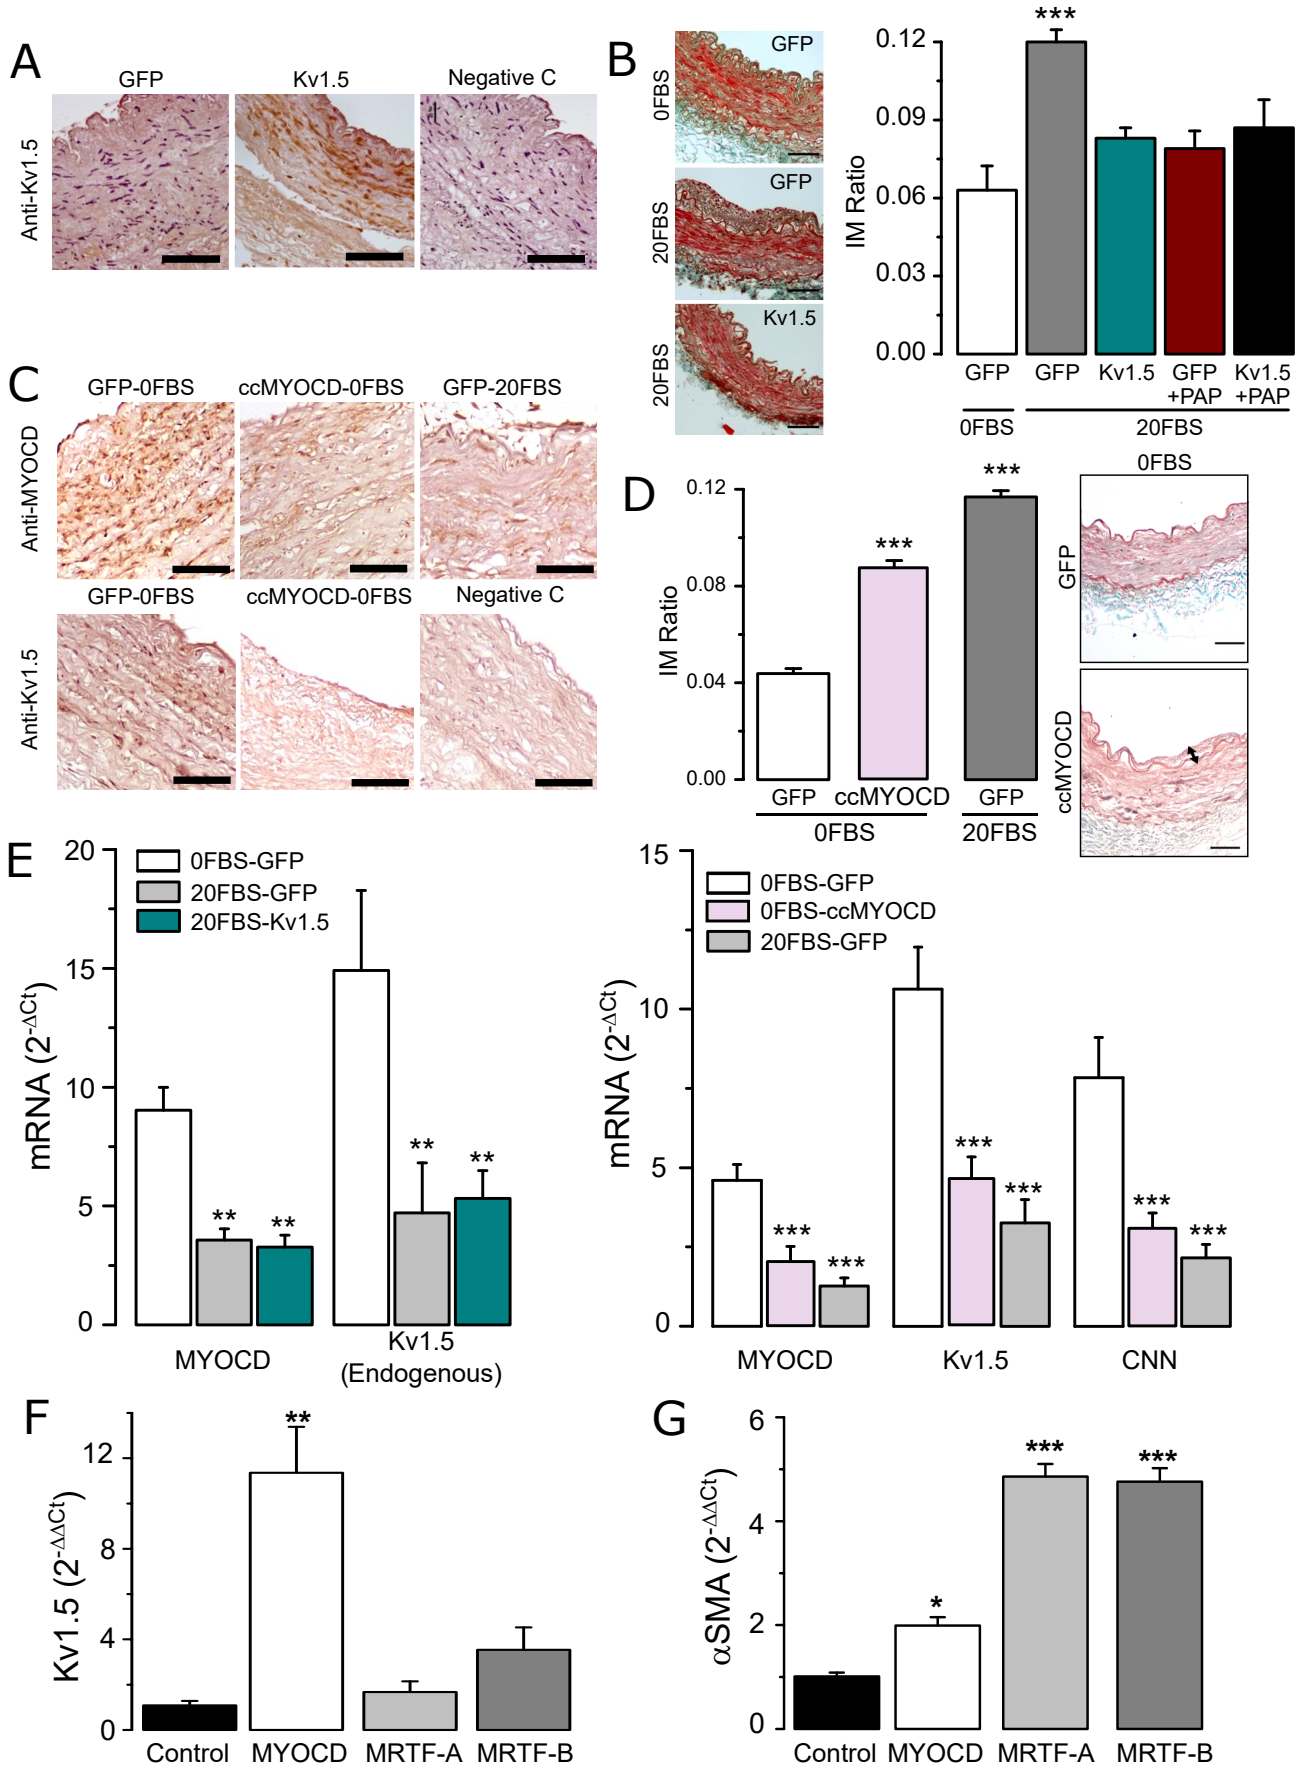 A
GFP
Kv1.5
Negative C
Anti-Kv1.5
B
GFP
0FBS
GFP
20FBS
Kv1.5
20FBS
***
0.12
0.09
0.06
0.03
0.00
IM Ratio
GFP
GFP
Kv1.5
GFP
+PAP
Kv1.5
+PAP
0FBS
20FBS
C
GFP-0FBS
ccMYOCD-0FBS
GFP-20FBS
Anti-MYOCD
GFP-0FBS
ccMYOCD-0FBS
Negative C
Anti-Kv1.5
D
0.12
0.08
0.04
0.00
IM Ratio
***
***
GFP
ccMYOCD
GFP
0FBS
20FBS
0FBS
GFP
ccMYOCD
E
20
15
10
5
0
mRNA (2-ΔCt)
0FBS-GFP
20FBS-GFP
20FBS-Kv1.5
**
**
**
**
MYOCD
Kv1.5
(Endogenous)
15
10
5
0
mRNA (2-ΔCt)
0FBS-GFP
0FBS-ccMYOCD
20FBS-GFP
***
***
***
***
***
***
MYOCD
Kv1.5
CNN
F
12
8
4
0
Kv1.5 (2-ΔΔCt)
**
Control
MYOCD
MRTF-A
MRTF-B
G
6
4
2
0
αSMA (2-ΔΔCt)
*
***
***
Control
MYOCD
MRTF-A
MRTF-B